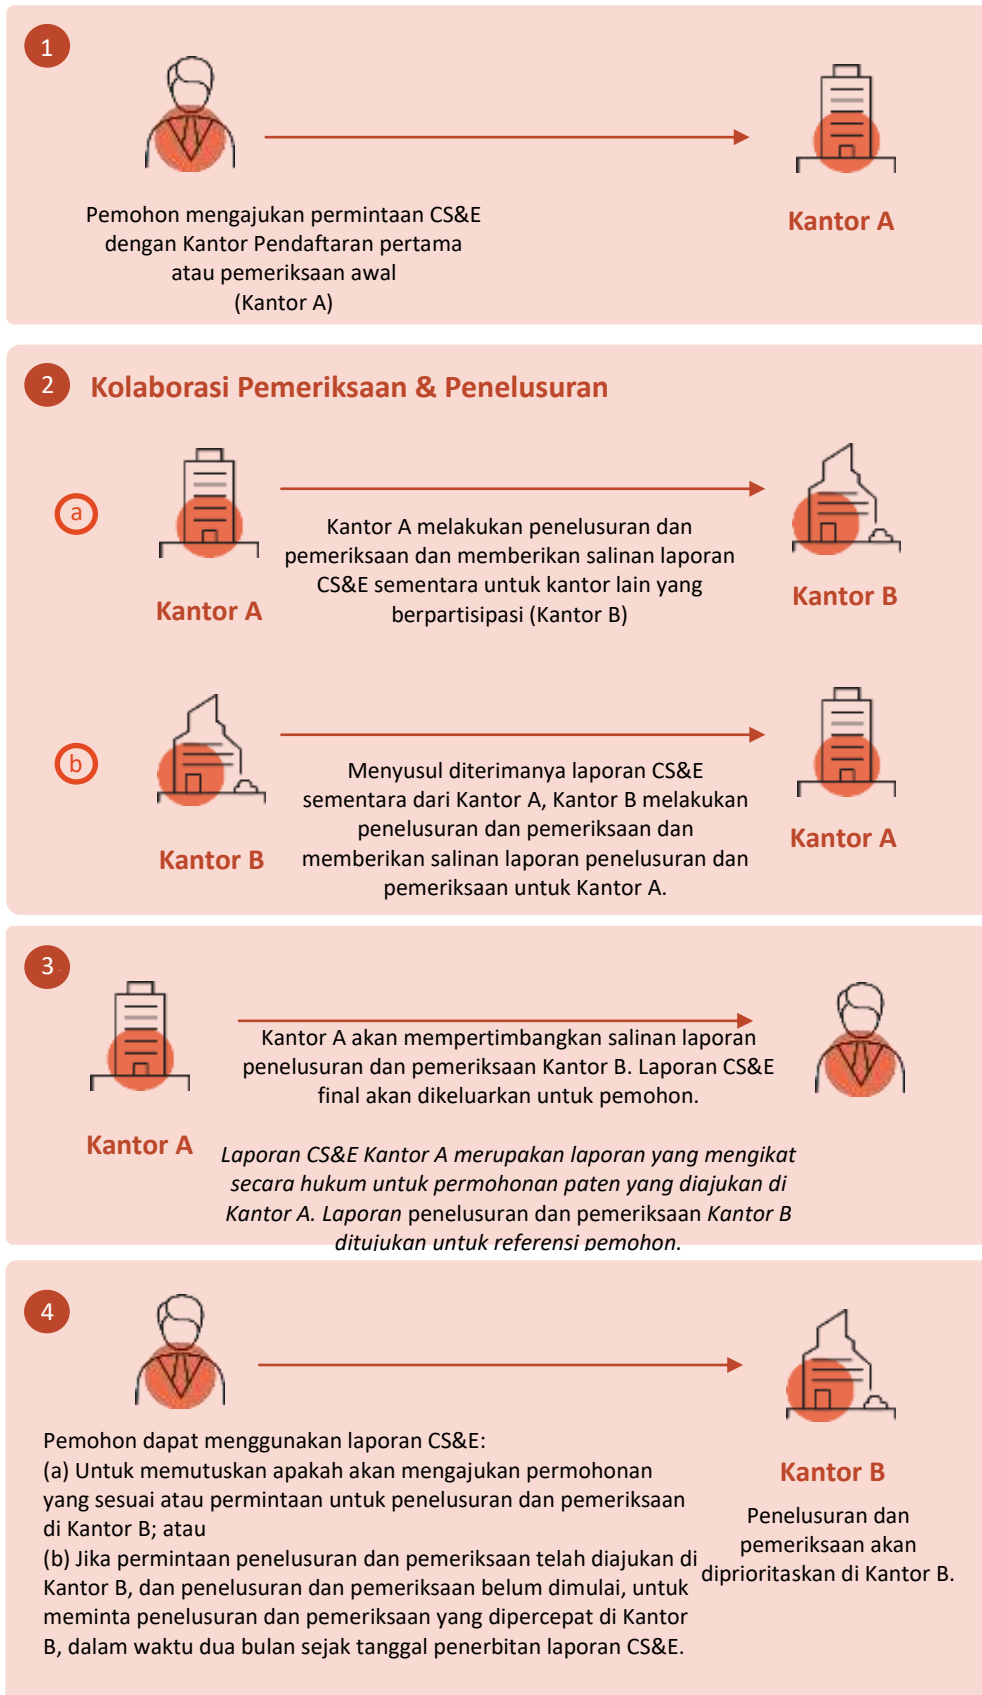 1
Pemohon mengajukan permintaan CS&E
dengan Kantor Pendaftaran pertama
atau pemeriksaan awal
(Kantor A)
Kantor A
2 Kolaborasi Pemeriksaan & Penelusuran
a
Kantor A
Kantor A melakukan penelusuran dan
pemeriksaan dan memberikan salinan laporan
CS&E sementara untuk kantor lain yang
berpartisipasi (Kantor B)
Kantor B
b
Kantor B
Menyusul diterimanya laporan CS&E
sementara dari Kantor A, Kantor B melakukan
penelusuran dan pemeriksaan dan
memberikan salinan laporan penelusuran dan
pemeriksaan untuk Kantor A.
Kantor A
3
Kantor A
Kantor A akan mempertimbangkan salinan laporan
penelusuran dan pemeriksaan Kantor B. Laporan CS&E
final akan dikeluarkan untuk pemohon.
Laporan CS&E Kantor A merupakan laporan yang mengikat
secara hukum untuk permohonan paten yang diajukan di
Kantor A. Laporan penelusuran dan pemeriksaan Kantor B
ditujukan untuk referensi pemohon.
4
Pemohon dapat menggunakan laporan CS&E:
(a) Untuk memutuskan apakah akan mengajukan permohonan
yang sesuai atau permintaan untuk penelusuran dan pemeriksaan
di Kantor B; atau
(b) Jika permintaan penelusuran dan pemeriksaan telah diajukan di
Kantor B, dan penelusuran dan pemeriksaan belum dimulai, untuk
meminta penelusuran dan pemeriksaan yang dipercepat di Kantor
B, dalam waktu dua bulan sejak tanggal penerbitan laporan CS&E.
Kantor B
Penelusuran dan
pemeriksaan akan
diprioritaskan di Kantor B.